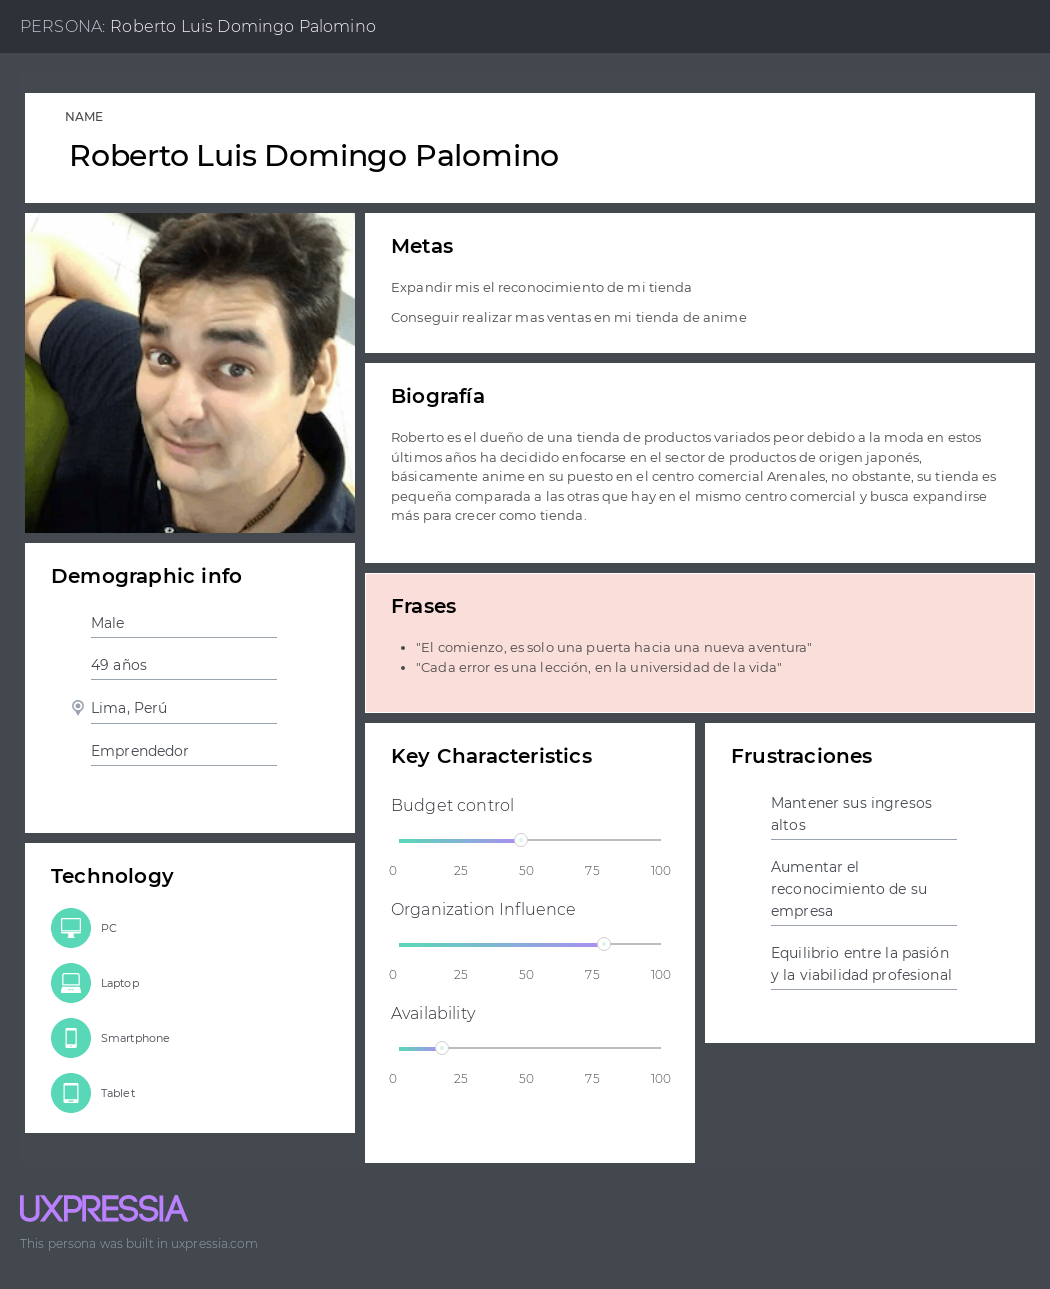 PERSONA: Roberto Luis Domingo Palomino
NAME
Roberto Luis Domingo Palomino
Metas
Expandir mis el reconocimiento de mi tienda
Conseguir realizar mas ventas en mi tienda de anime
Biografía
Roberto es el dueño de una tienda de productos variados peor debido a la moda en estos
últimos años ha decidido enfocarse en el sector de productos de origen japonés,
básicamente anime en su puesto en el centro comercial Arenales, no obstante, su tienda es
pequeña comparada a las otras que hay en el mismo centro comercial y busca expandirse
más para crecer como tienda.
Demographic info
Male
49 años
Lima, Perú
Emprendedor
Frases
• "El comienzo, es solo una puerta hacia una nueva aventura"
• "Cada error es una lección, en la universidad de la vida"
Technology
PC
Laptop
Smartphone
Tablet
Key Characteristics
Budget control
0 25 50 75 100
Organization Influence
0 25 50 75 100
Availability
0 25 50 75 100
Frustraciones
Mantener sus ingresos
altos
Aumentar el
reconocimiento de su
empresa
Equilibrio entre la pasión
y la viabilidad profesional
UXPRESSIA
This persona was built in uxpressia.com